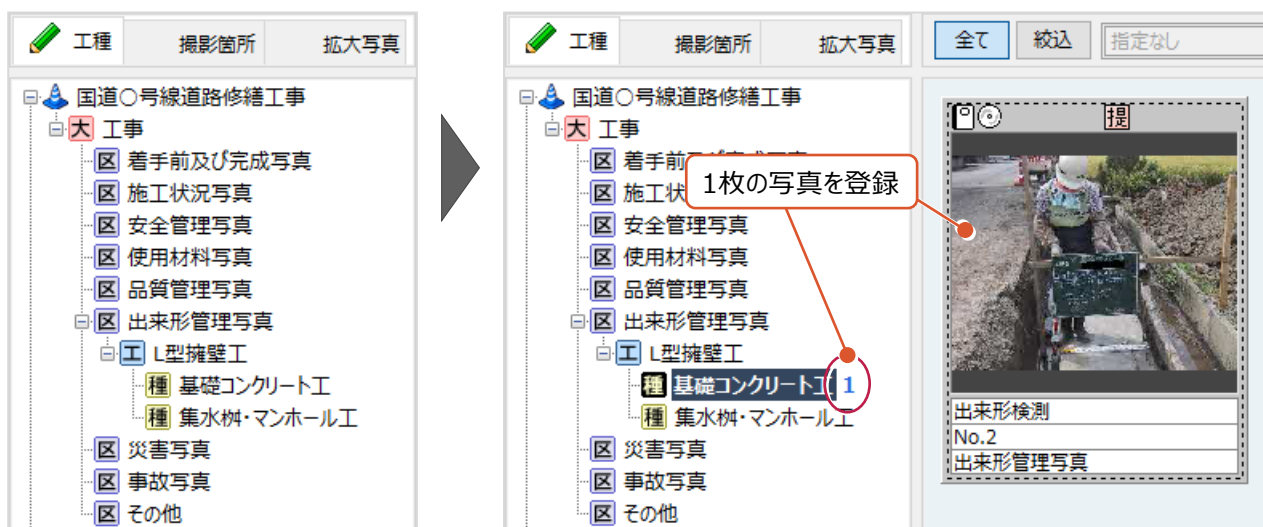 工種
撮影箇所
拡大写真
国道○号線道路修繕工事
大 工事
区 着手前及び完成写真
区 施工状況写真
区 安全管理写真
区 使用材料写真
区 品質管理写真
区 出来形管理写真
工 L型擁壁工
種 基礎コンクリート工
種 集水桝・マンホール工
区 災害写真
区 事故写真
区 その他
工種
撮影箇所
拡大写真
国道○号線道路修繕工事
大 工事
区 着手前
区 施工状
区 安全管理写真
区 使用材料写真
区 品質管理写真
区 出来形管理写真
工 L型擁壁工
種 基礎コンクリート工 1
種 集水桝・マンホール工
区 災害写真
区 事故写真
区 その他
1枚の写真を登録
全て
絞込
指定なし
提
出来形検測
No.2
出来形管理写真